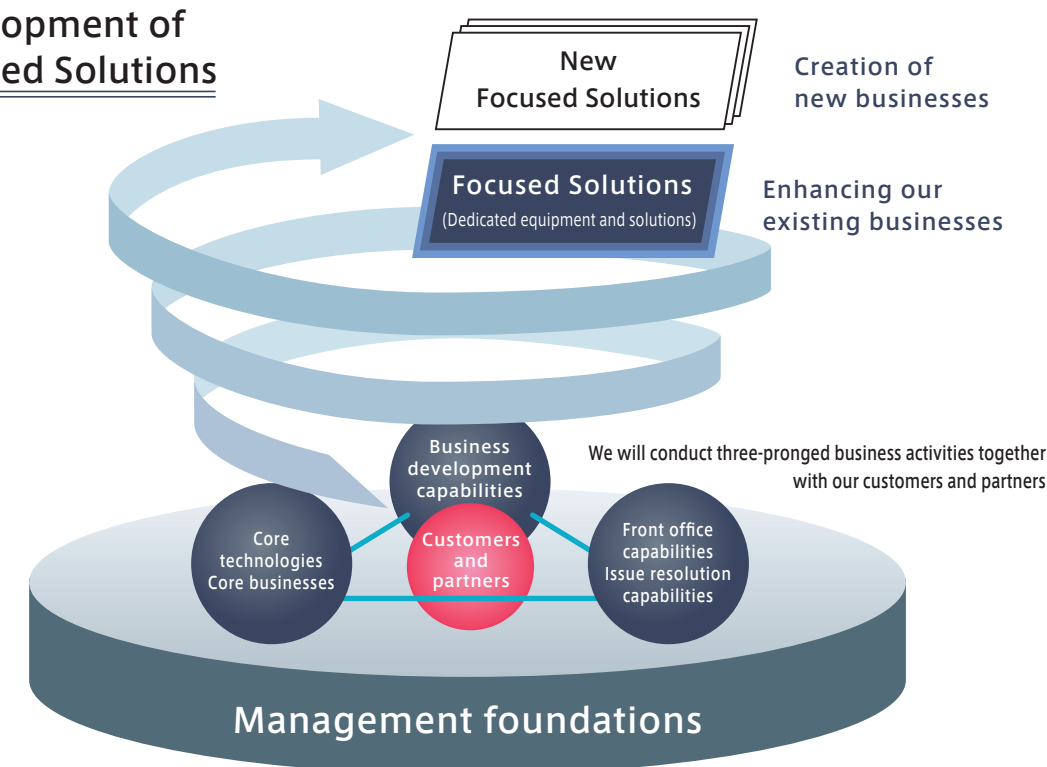 opment of
ed Solutions
New
Focused Solutions
Creation of
new businesses
Focused Solutions
(Dedicated equipment and solutions)
Enhancing our
existing businesses
We will conduct three-pronged business activities together
with our customers and partners
Business
development
capabilities
Core
technologies
Core businesses
Customers
and
partners
Front office
capabilities
Issue resolution
capabilities
Management foundations